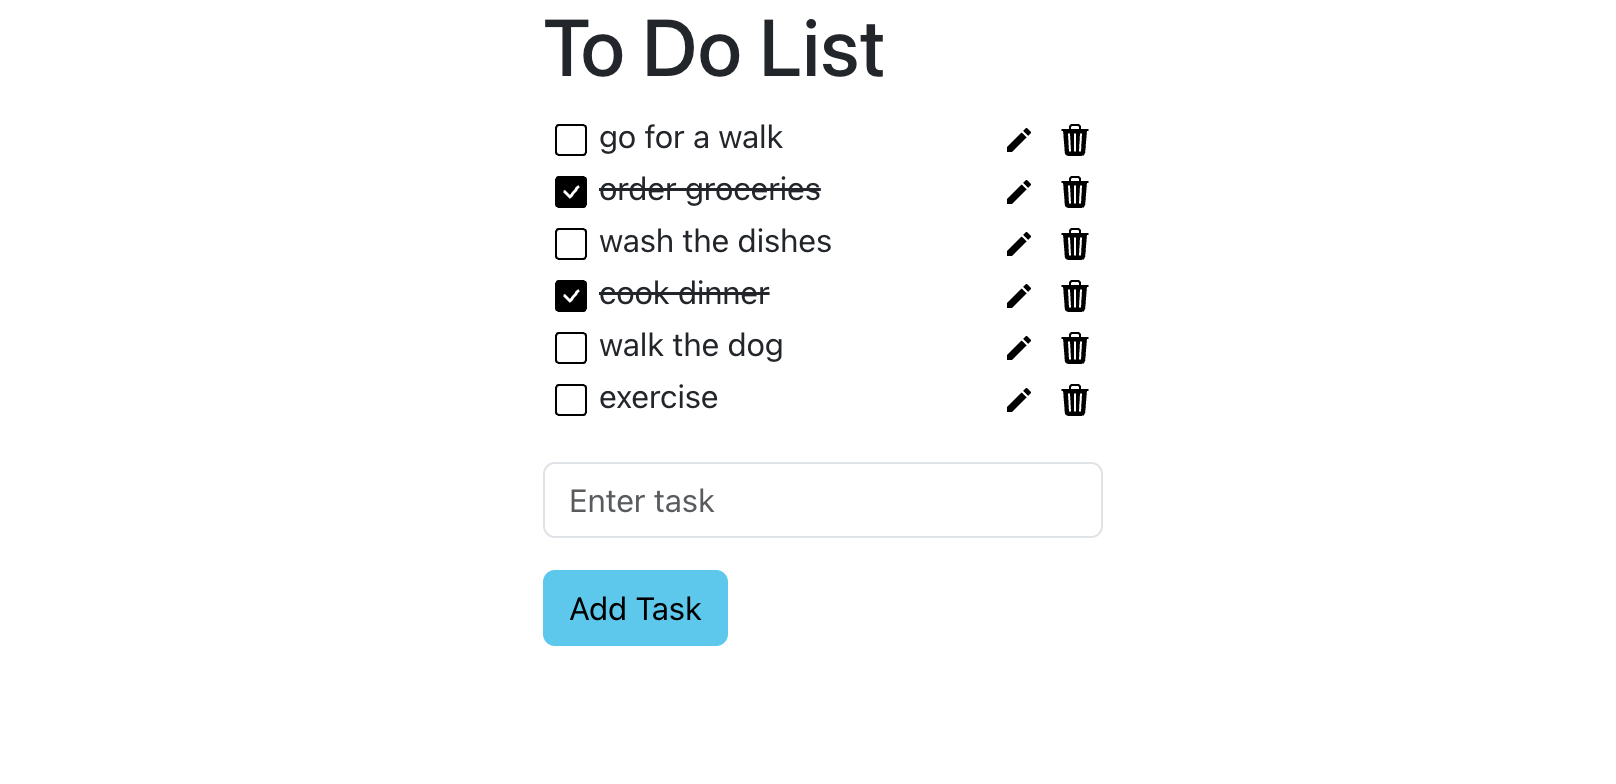 To Do List
go for a walk
order groceries
wash the dishes
cook dinner
walk the dog
exercise
Enter task
Add Task